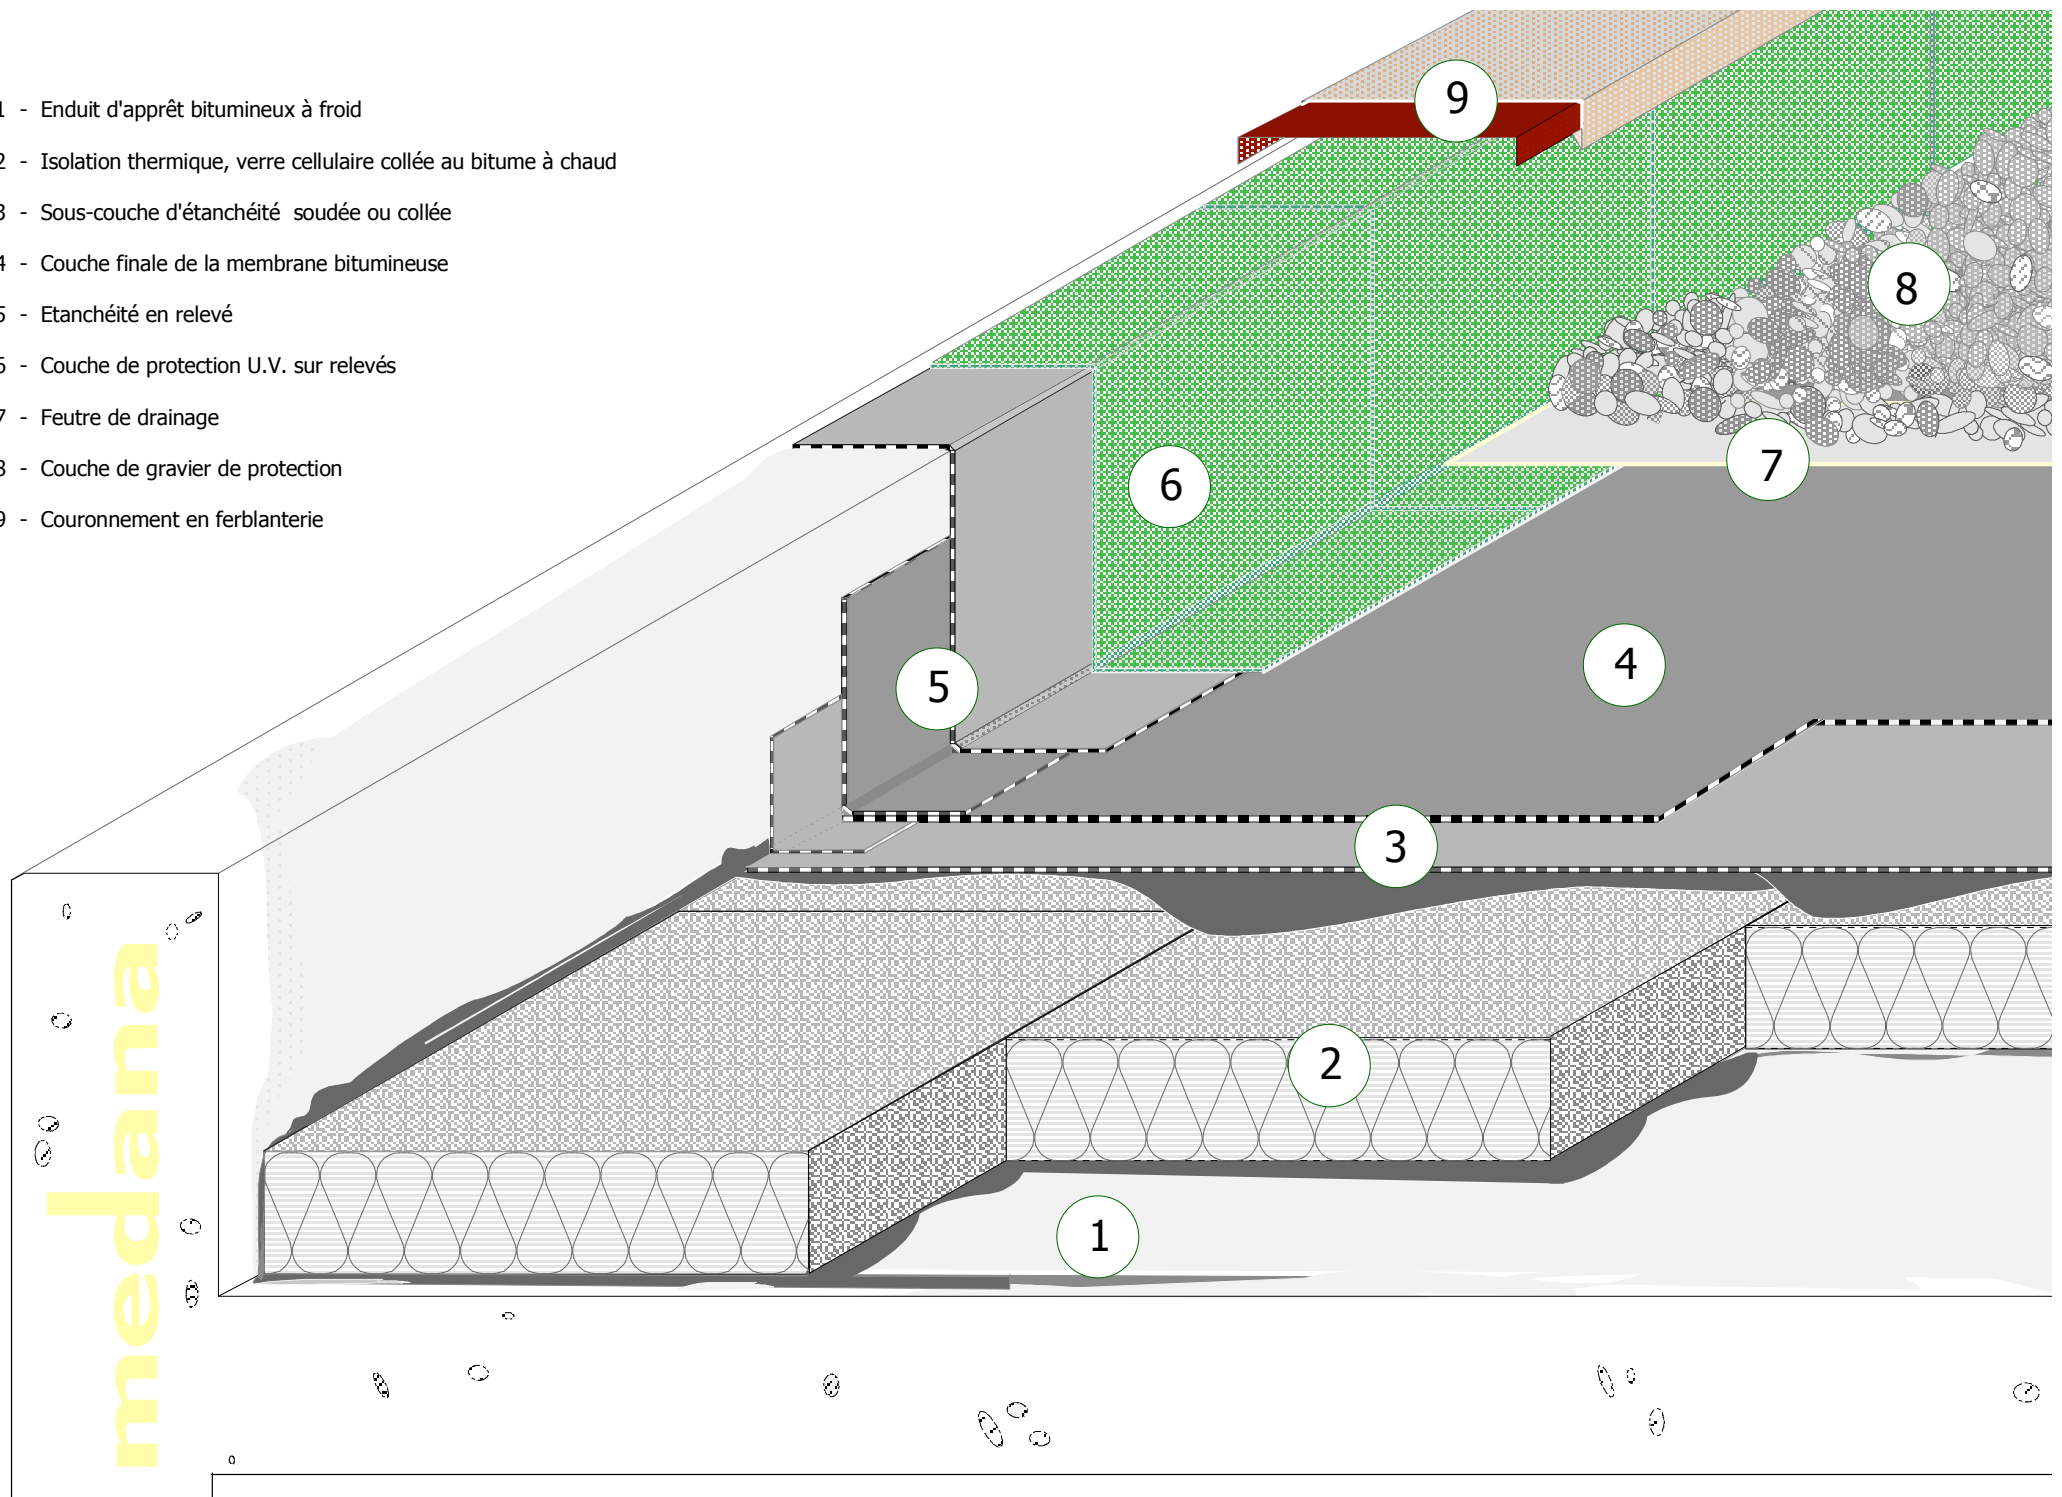 1 - Enduit d'apprêt bitumineux à froid
2 - Isolation thermique, verre cellulaire collée au bitume à chaud
3 - Sous-couche d'étanchéité soudée ou collée
4 - Couche finale de la membrane bitumineuse
5 - Etanchéité en relevé
6 - Couche de protection U.V. sur relevés
7 - Feutre de drainage
8 - Couche de gravier de protection
9 - Couronnement en ferblanterie
9
8
7
6
4
5
3
2
1
medana